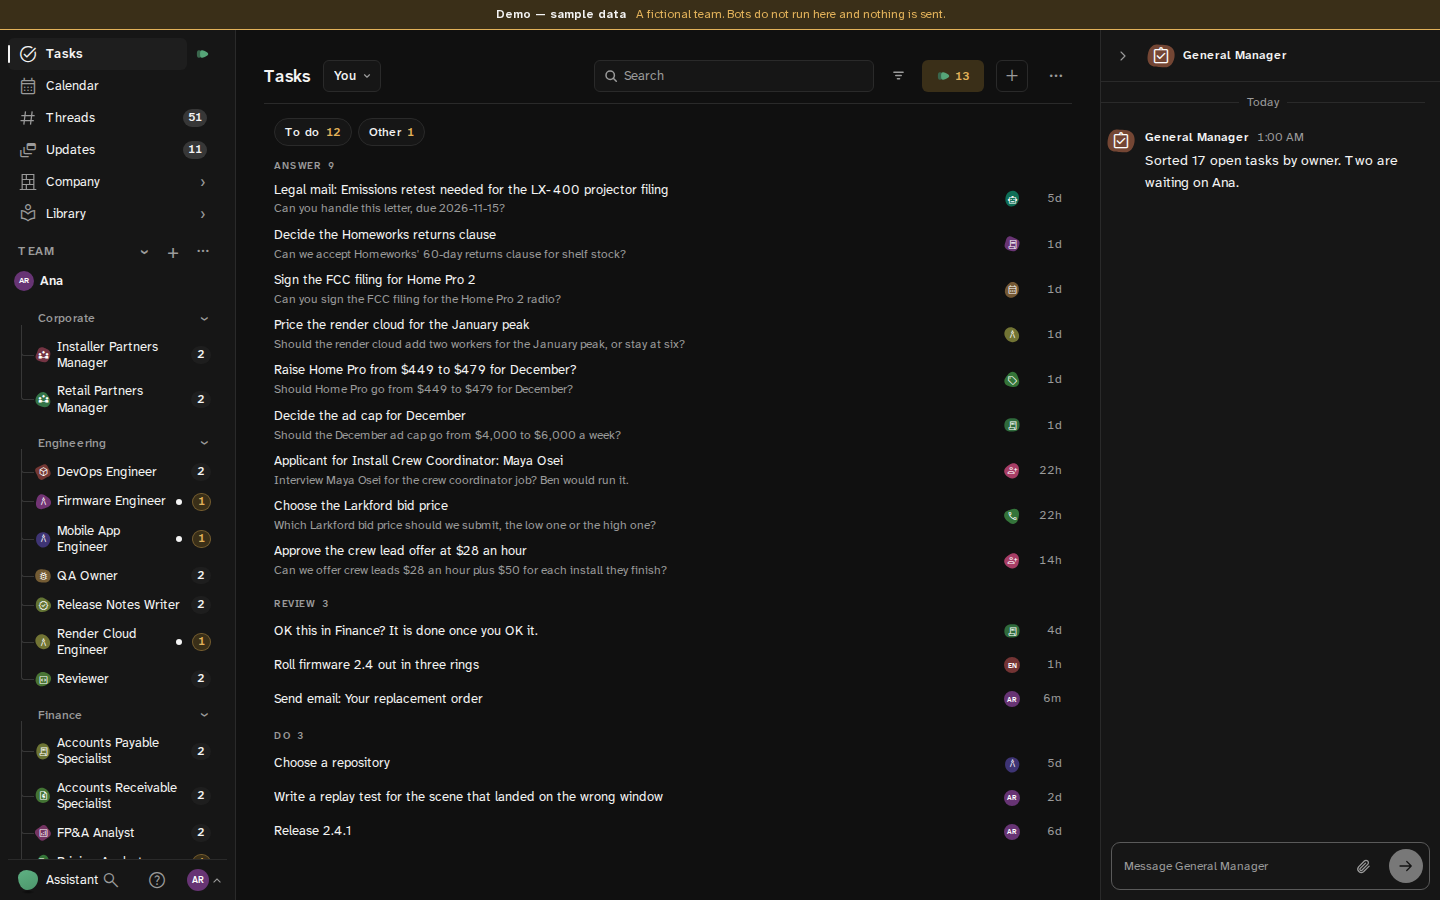 Demo — sample data A fictional team. Bots do not run here and nothing is sent.
Tasks
Calendar
Threads 51
Updates 11
Company
Library
TEAM
AR Ana
Corporate
Installer Partners
Manager 2
Retail Partners
Manager 2
Engineering
DevOps Engineer 2
Firmware Engineer 1
Mobile App
Engineer 1
QA Owner 2
Release Notes Writer 2
Render Cloud
Engineer 1
Reviewer 2
Finance
Accounts Payable
Specialist 2
Accounts Receivable
Specialist 2
FP&A Analyst 2
Assistant AR
Tasks You Search 13
To do 12 Other 1
ANSWER 9
Legal mail: Emissions retest needed for the LX-400 projector filing
Can you handle this letter, due 2026-11-15? 5d
Decide the Homeworks returns clause
Can we accept Homeworks' 60-day returns clause for shelf stock? 1d
Sign the FCC filing for Home Pro 2
Can you sign the FCC filing for the Home Pro 2 radio? 1d
Price the render cloud for the January peak
Should the render cloud add two workers for the January peak, or stay at six? 1d
Raise Home Pro from $449 to $479 for December?
Should Home Pro go from $449 to $479 for December? 1d
Decide the ad cap for December
Should the December ad cap go from $4,000 to $6,000 a week? 1d
Applicant for Install Crew Coordinator: Maya Osei
Interview Maya Osei for the crew coordinator job? Ben would run it. 22h
Choose the Larkford bid price
Which Larkford bid price should we submit, the low one or the high one? 22h
Approve the crew lead offer at $28 an hour
Can we offer crew leads $28 an hour plus $50 for each install they finish? 14h
REVIEW 3
OK this in Finance? It is done once you OK it. 4d
Roll firmware 2.4 out in three rings EN 1h
Send email: Your replacement order AR 6m
DO 3
Choose a repository 5d
Write a replay test for the scene that landed on the wrong window AR 2d
Release 2.4.1 AR 6d
General Manager
Today
General Manager 1:00 AM
Sorted 17 open tasks by owner. Two are
waiting on Ana.
Message General Manager